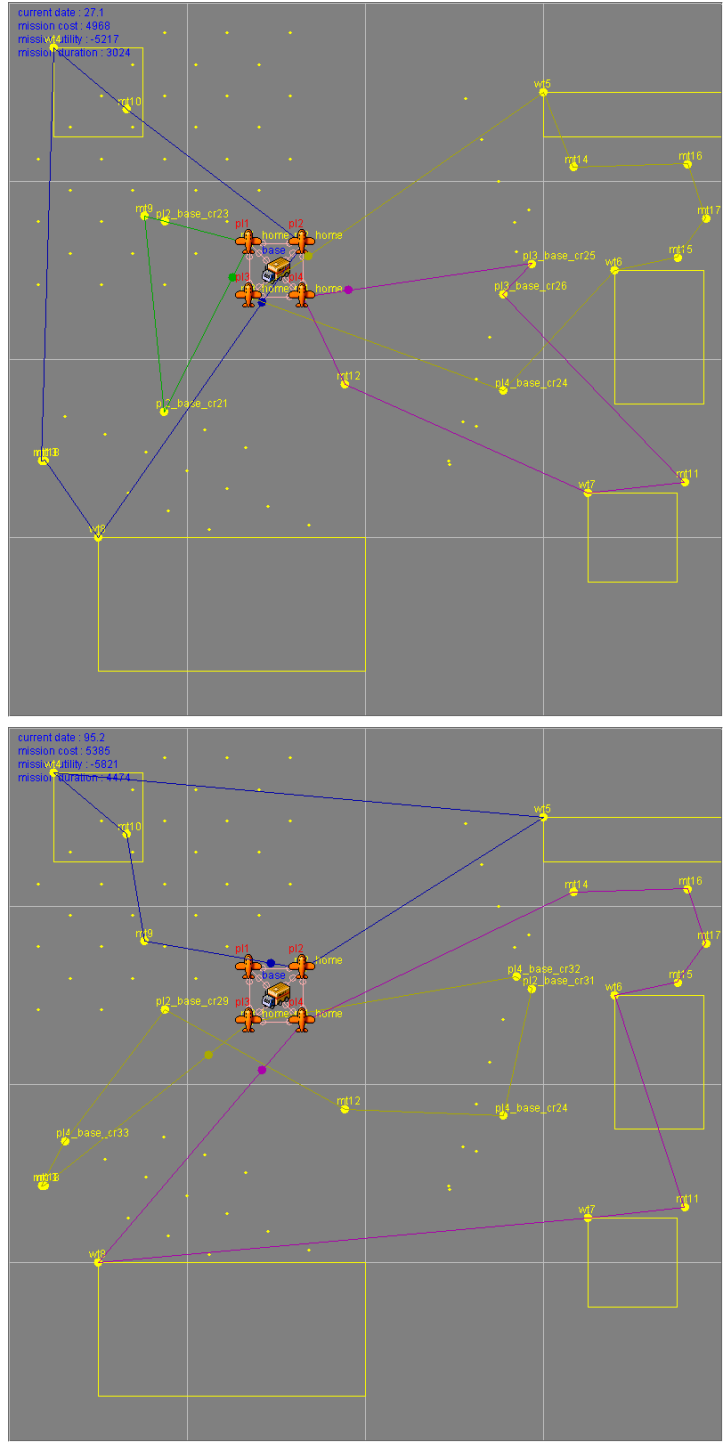 current date : 27.1
mission cost : 4968
mission utility : -5217
mission duration : 3024
wt4
mt10
wt5
mt14
mt16
mt9
pl2_base_cr23
mt17
pl1
pl2
home
home
base
pl3_base_cr25
mt15
wt6
pl3
pl4
home
home
pl3_base_cr26
mt12
pl4_base_cr24
pl2_base_cr21
wt7
mt11
wt8
current date : 95.2
mission cost : 5385
mission utility : -5821
mission duration : 4474
wt4
mt10
wt5
mt14
mt16
mt9
mt17
pl1
pl2
home
base
pl4_base_cr32
mt15
pl2_base_cr29
pl2_base_cr31
wt6
pl3
pl4
home
home
mt12
pl4_base_cr24
pl4_base_cr33
wt7
mt11
wt8